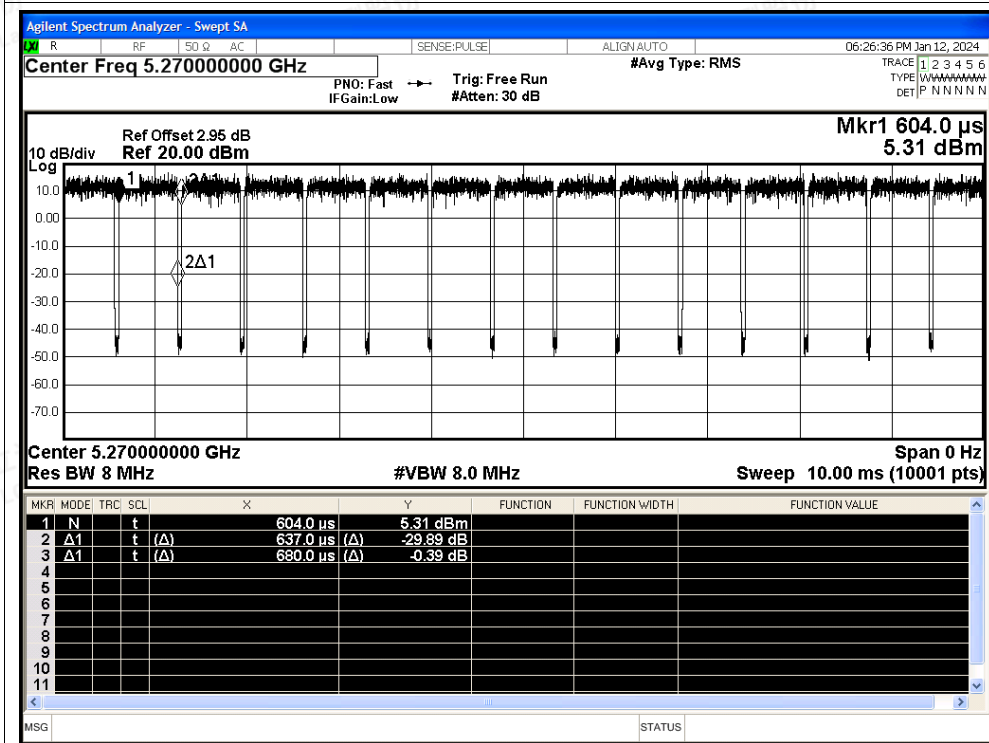 Agilent Spectrum Analyzer - Swept SA
LXI R RF 50 Ω AC SENSE:PULSE ALIGN AUTO 06:26:36 PM Jan 12, 2024
Center Freq 5.270000000 GHz #Avg Type: RMS TRACE 1 2 3 4 5 6
PNO: Fast Trig: Free Run TYPE WWWWWW
IFGain:Low #Atten: 30 dB DET P N N N N N
Mkr1 604.0 µs
Ref Offset 2.95 dB
10 dB/div Ref 20.00 dBm 5.31 dBm
Log
1
10.0
0.00
-10.0
2Δ1
-20.0
-30.0
-40.0
-50.0
-60.0
-70.0
Center 5.270000000 GHz Span 0 Hz
Res BW 8 MHz #VBW 8.0 MHz Sweep 10.00 ms (10001 pts)
MKR MODE TRC SCL X Y FUNCTION FUNCTION WIDTH FUNCTION VALUE
1 N t 604.0 µs 5.31 dBm
2 Δ1 t (Δ) 637.0 µs (Δ) -29.89 dB
3 Δ1 t (Δ) 680.0 µs (Δ) -0.39 dB
4
5
6
7
8
9
10
11
MSG STATUS